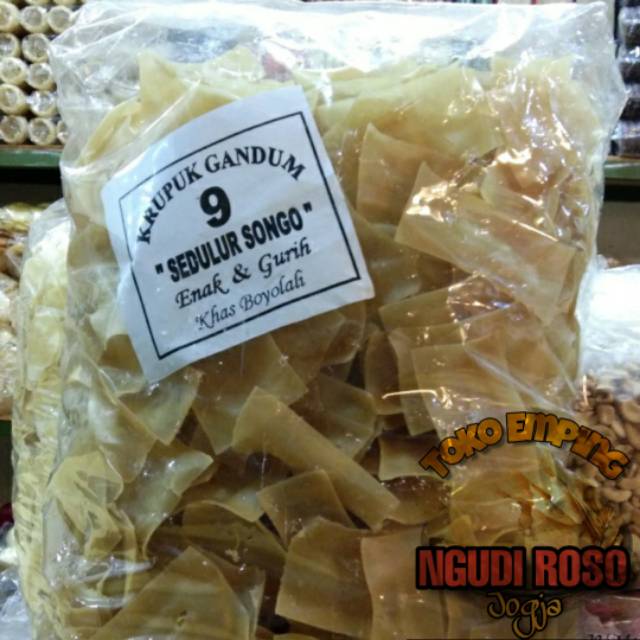 KRUPUK GANDUM
9
"SEDULUR SONGO"
Enak & Gurih
Khas Boyolali
TOKO EMPING
NGUDI ROSO
Jogja